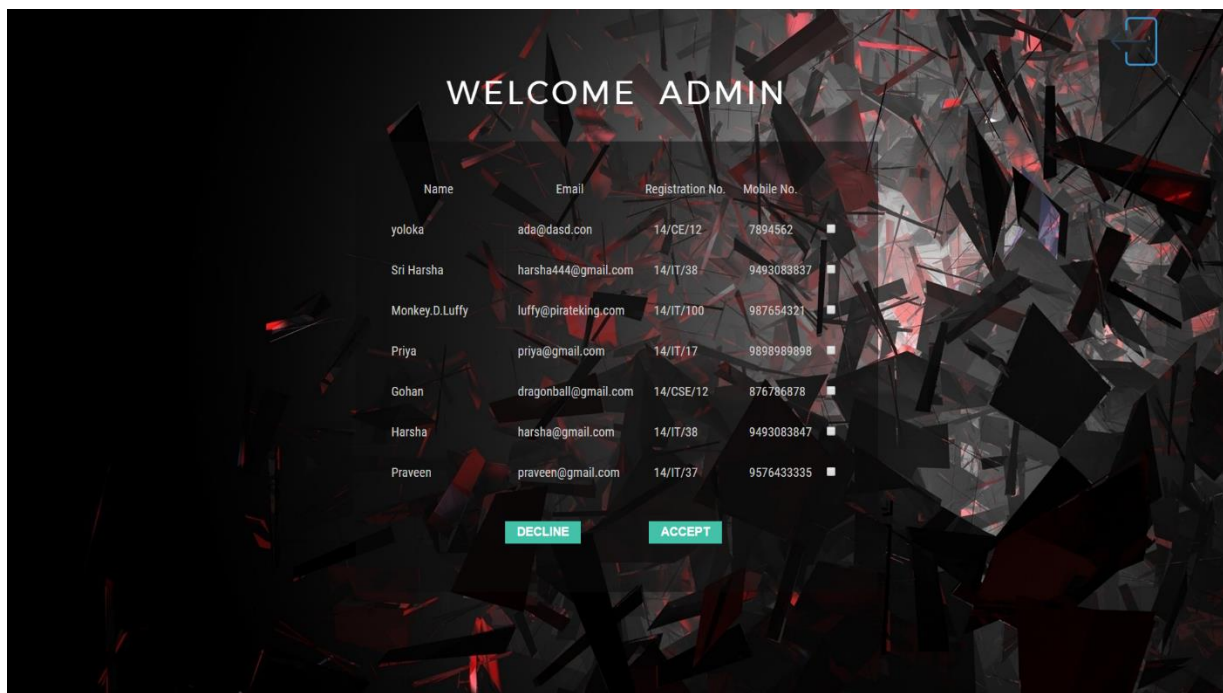 WELCOME ADMIN
Name Email Registration No. Mobile No.
yoloka ada@dasd.con 14/CE/12 7894562
Sri Harsha harsha444@gmail.com 14/IT/38 9493083837
Monkey.D.Luffy luffy@pirateking.com 14/IT/100 987654321
Priya priya@gmail.com 14/IT/17 9898989898
Gohan dragonball@gmail.com 14/CSE/12 876786878
Harsha harsha@gmail.com 14/IT/38 9493083847
Praveen praveen@gmail.com 14/IT/37 9576433335
DECLINE ACCEPT